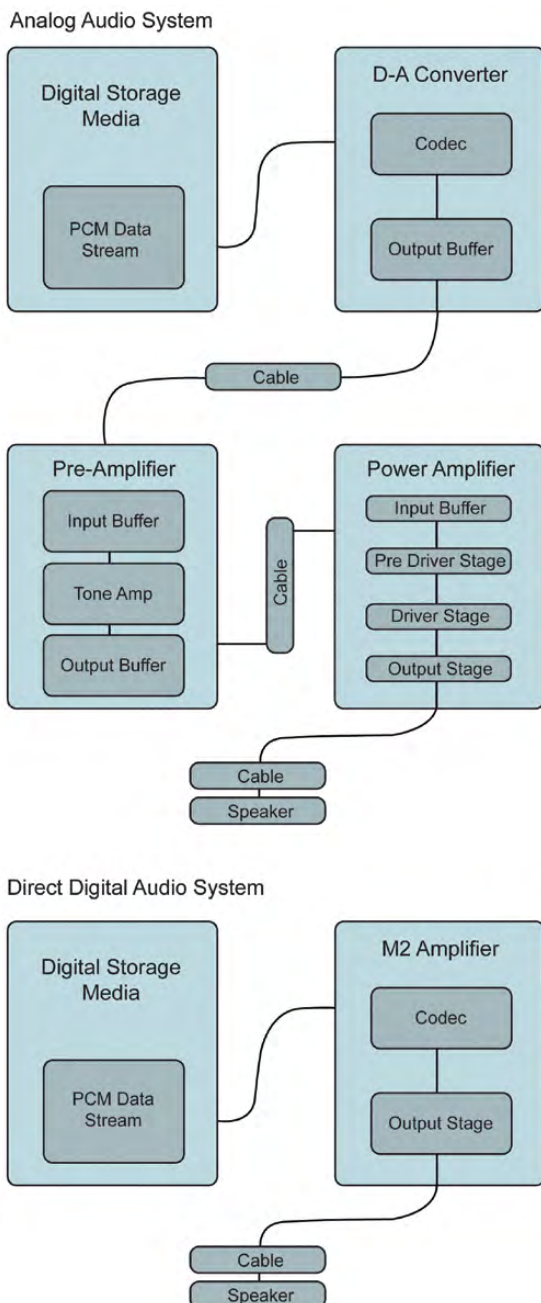 Analog Audio System
Digital Storage
Media
PCM Data
Stream
D-A Converter
Codec
Output Buffer
Cable
Pre-Amplifier
Input Buffer
Tone Amp
Output Buffer
Cable
Power Amplifier
Input Buffer
Pre Driver Stage
Driver Stage
Output Stage
Cable
Speaker
Direct Digital Audio System
Digital Storage
Media
PCM Data
Stream
M2 Amplifier
Codec
Output Stage
Cable
Speaker